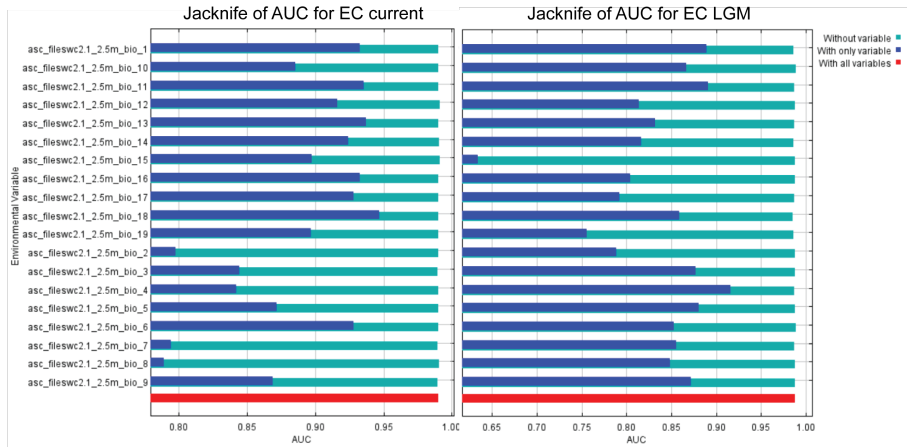 Jacknife of AUC for EC current
Jacknife of AUC for EC LGM
Without variable
With only variable
With all variables
Environmental Variable
asc_fileswc2.1_2.5m_bio_1
asc_fileswc2.1_2.5m_bio_10
asc_fileswc2.1_2.5m_bio_11
asc_fileswc2.1_2.5m_bio_12
asc_fileswc2.1_2.5m_bio_13
asc_fileswc2.1_2.5m_bio_14
asc_fileswc2.1_2.5m_bio_15
asc_fileswc2.1_2.5m_bio_16
asc_fileswc2.1_2.5m_bio_17
asc_fileswc2.1_2.5m_bio_18
asc_fileswc2.1_2.5m_bio_19
asc_fileswc2.1_2.5m_bio_2
asc_fileswc2.1_2.5m_bio_3
asc_fileswc2.1_2.5m_bio_4
asc_fileswc2.1_2.5m_bio_5
asc_fileswc2.1_2.5m_bio_6
asc_fileswc2.1_2.5m_bio_7
asc_fileswc2.1_2.5m_bio_8
asc_fileswc2.1_2.5m_bio_9
0.80 0.85 0.90 0.95 1.00
AUC
0.65 0.70 0.75 0.80 0.85 0.90 0.95 1.00
AUC